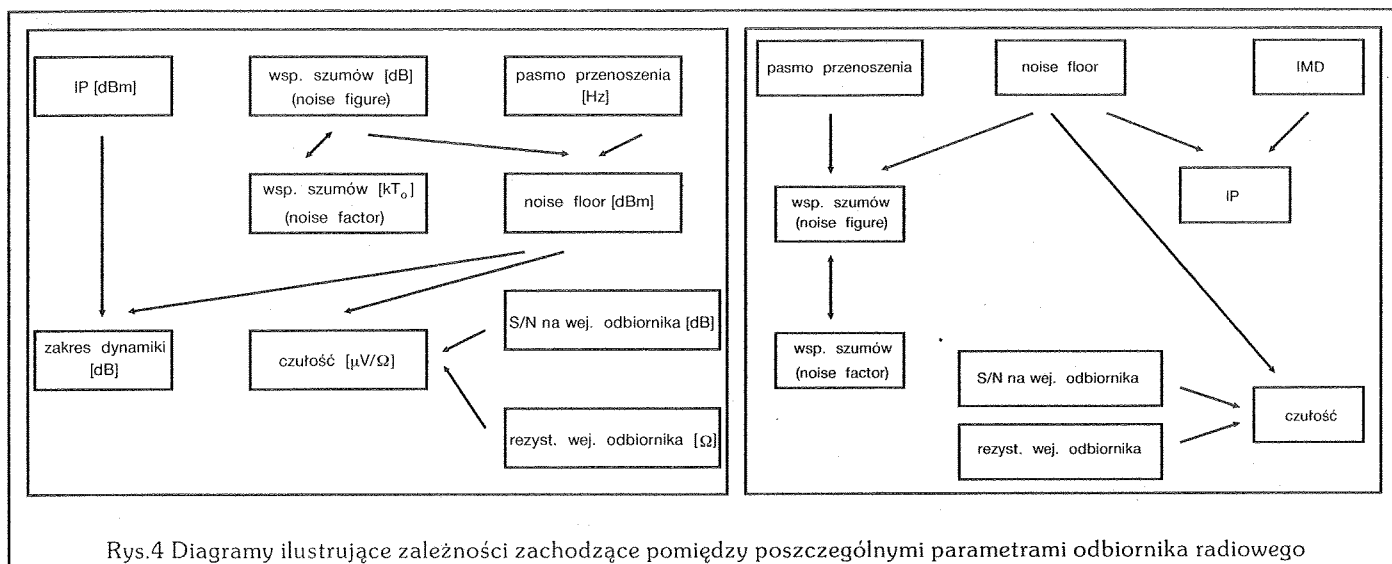 IP [dBm]
wsp. szumów [dB]
(noise figure)
pasmo przenoszenia
[Hz]
wsp. szumów [kTₒ]
(noise factor)
noise floor [dBm]
zakres dynamiki
[dB]
czułość [μV/Ω]
S/N na wej. odbiornika [dB]
rezyst. wej. odbiornika [Ω]
pasmo przenoszenia
noise floor
IMD
wsp. szumów
(noise figure)
IP
wsp. szumów
(noise factor)
S/N na wej. odbiornika
rezyst. wej. odbiornika
czułość
Rys.4 Diagramy ilustrujące zależności zachodzące pomiędzy poszczególnymi parametrami odbiornika radiowego